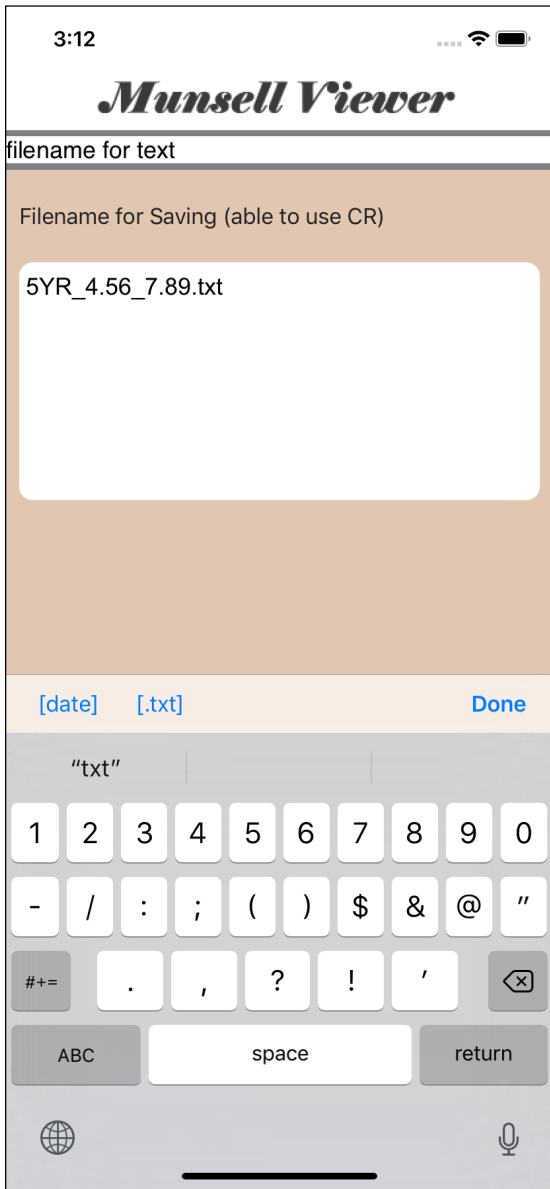 3:12
Munsell Viewer
filename for text
Filename for Saving (able to use CR)
5YR_4.56_7.89.txt
[date] [.txt] Done
“txt”
1 2 3 4 5 6 7 8 9 0
- / : ; ( ) $ & @ "
#+= . , ? ! '
ABC space return